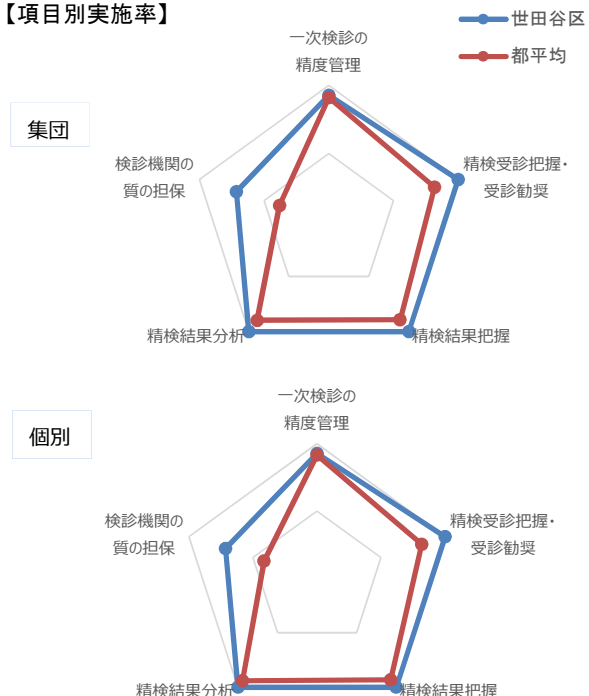 【項目別実施率】
世田谷区
都平均
集団
一次検診の
精度管理
精検受診把握・
受診勧奨
精検結果把握
精検結果分析
検診機関の
質の担保
個別
一次検診の
精度管理
精検受診把握・
受診勧奨
精検結果把握
精検結果分析
検診機関の
質の担保